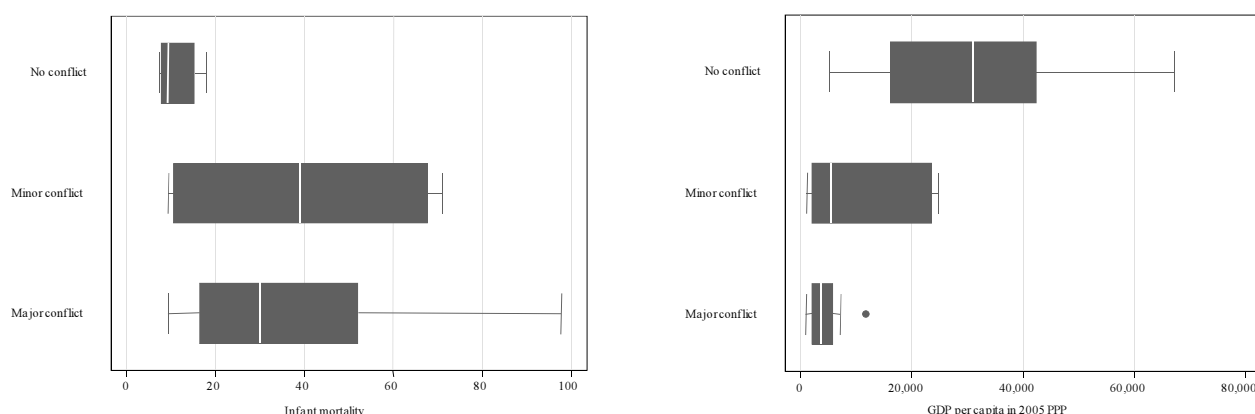 No conflict
Minor conflict
Major conflict
0 20 40 60 80 100
Infant mortality
No conflict
Minor conflict
Major conflict
0 20,000 40,000 60,000 80,000
GDP per capita in 2005 PPP